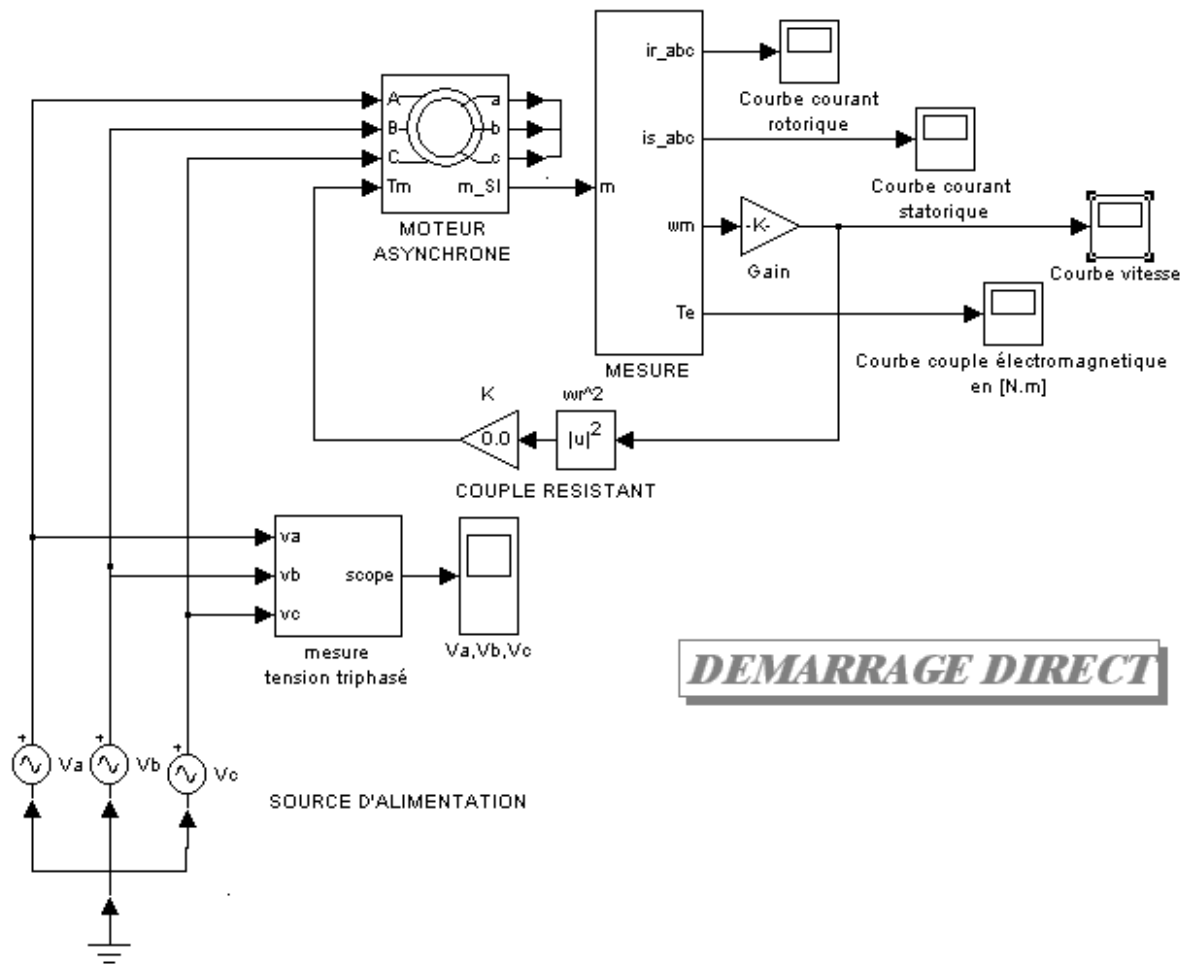 ir_abc
Courbe courant
rotorique
is_abc
Courbe courant
statorique
A
B
C
Tm
a
b
c
m_SI
MOTEUR
ASYNCHRONE
m
wm
-K-
Gain
Courbe vitesse
Te
Courbe couple électromagnetique
en [N.m]
MESURE
K
0.0
wr^2
|u|2
COUPLE RESISTANT
va
vb
vc
scope
mesure
tension triphasé
Va,Vb,Vc
DEMARRAGE DIRECT
+
Va
+
Vb
+
Vc
SOURCE D'ALIMENTATION